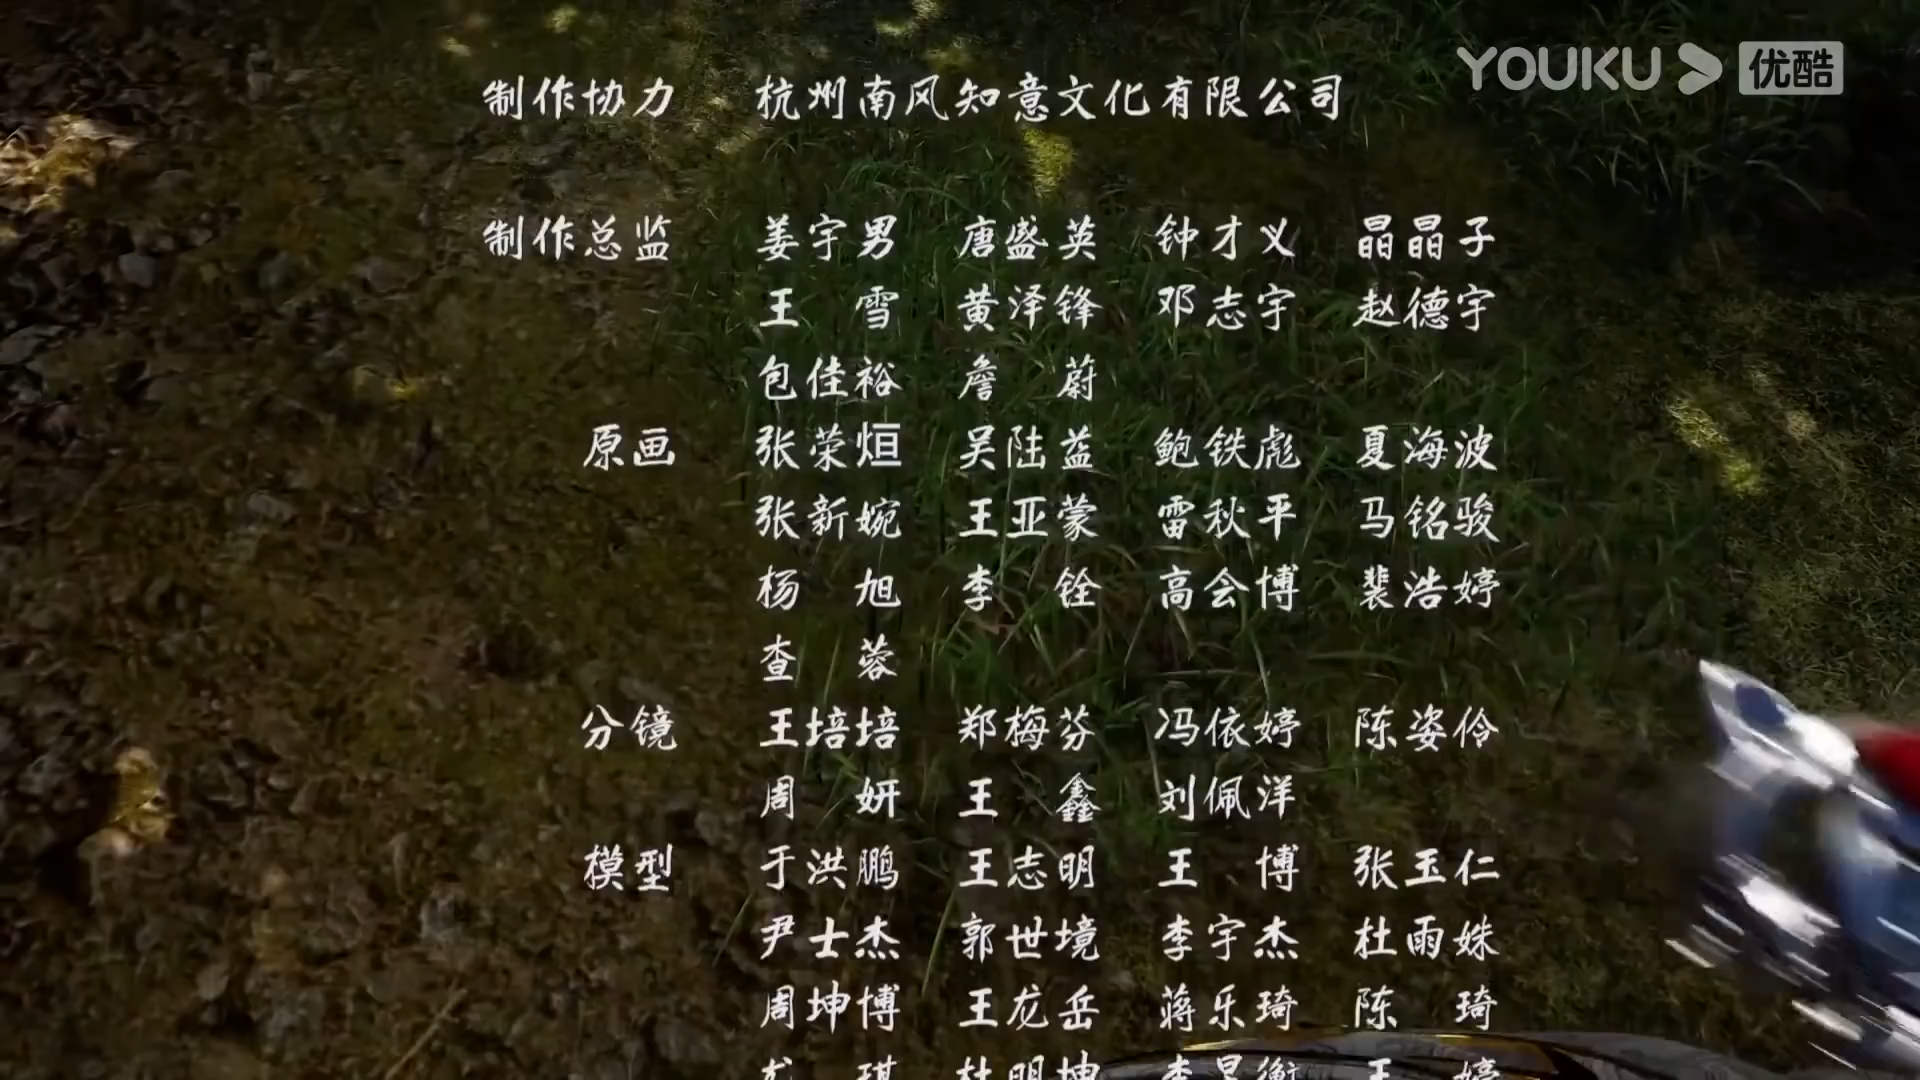 YOUKU 优酷
制作协力 杭州南风知意文化有限公司
制作总监 姜宇男 唐盛英 钟才义 晶晶子
王雪 黄泽锋 邓志宇 赵德宇
包佳裕 詹蔚
原画 张荣烜 吴陆益 鲍铁彪 夏海波
张新婉 王亚蒙 雷秋平 马铭骏
杨旭 李铨 高会博 裴浩婷
查蓉
分镜 王培培 郑梅芬 冯依婷 陈姿伶
周妍 王鑫 刘佩洋
模型 于洪鹏 王志明 王博 张玉仁
尹士杰 郭世境 李宇杰 杜雨姝
周坤博 王龙岳 蒋乐琦 陈琦